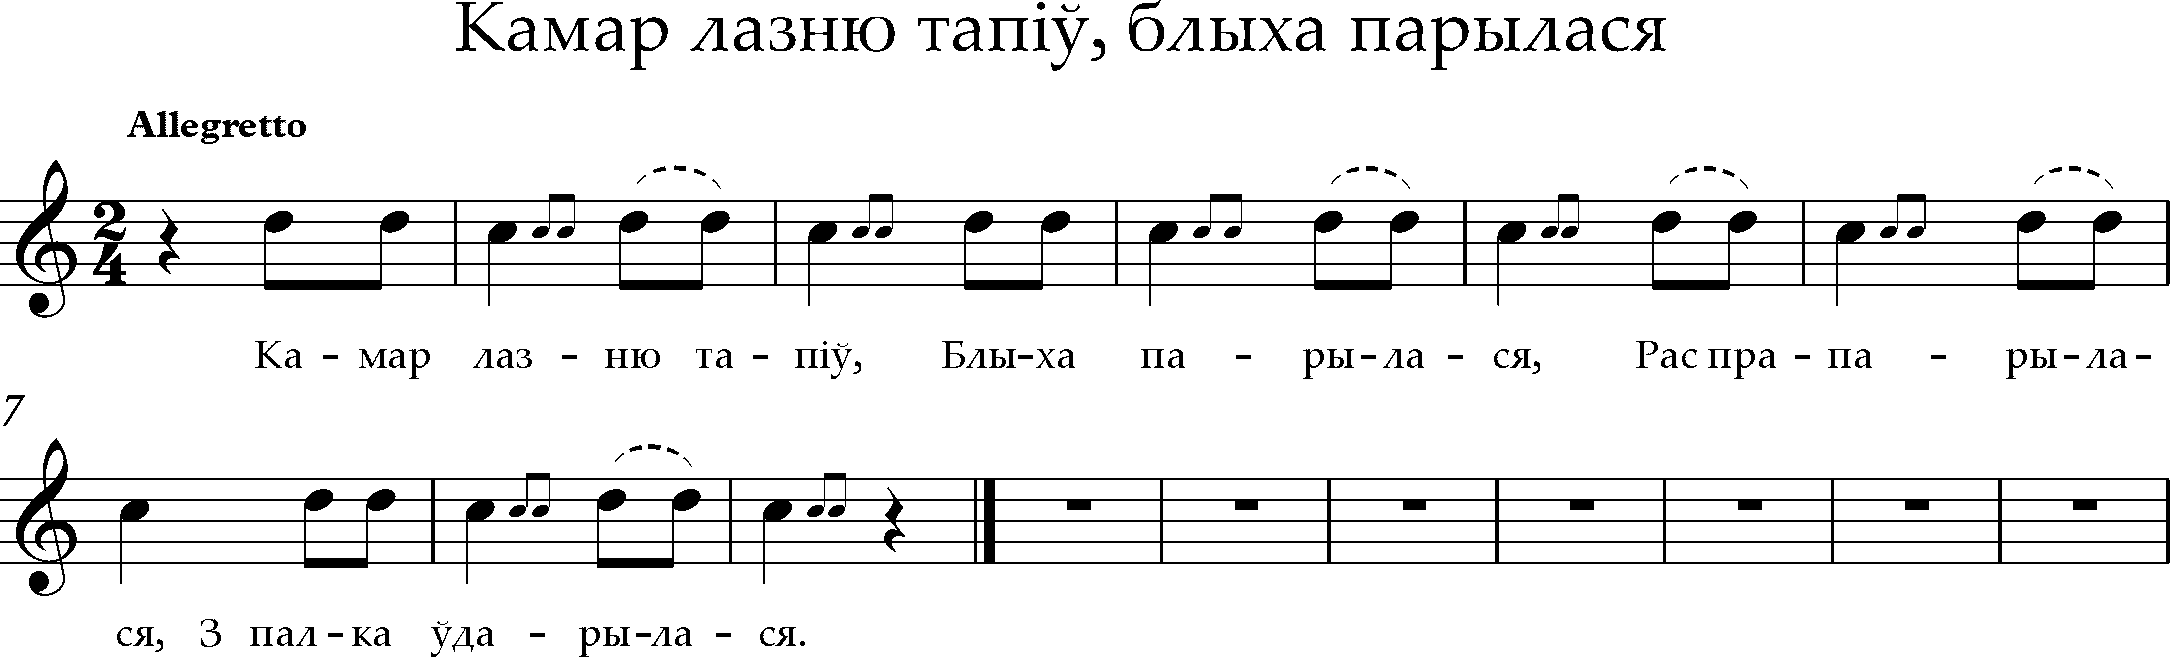 Камар лазню тапіў, блыха парылася
Allegretto
2
4
Ка - мар лаз - ню та - піў, Блы-ха па - ры-ла - ся, Рас пра-па - ры-ла-
7
ся, З пал-ка ўда - ры-ла - ся.